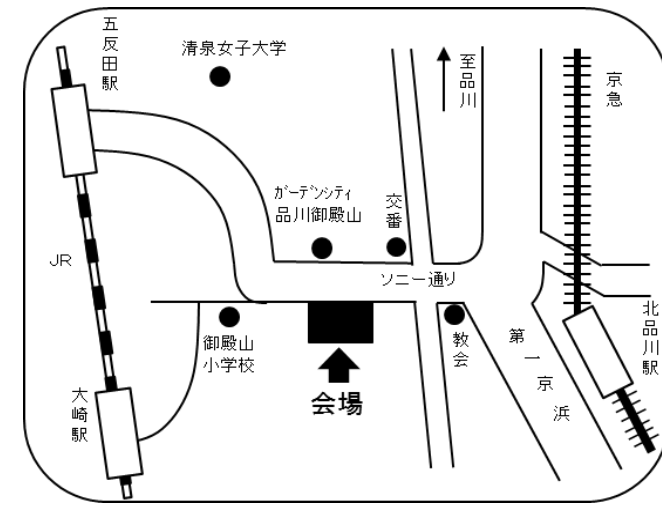 五反田駅
清泉女子大学
至品川
京急
ｶﾞｰﾃﾞﾝｼﾃｨ
品川御殿山
交番
JR
ソニー通り
御殿山
小学校
教会
第一京浜
北品川駅
大崎駅
会場